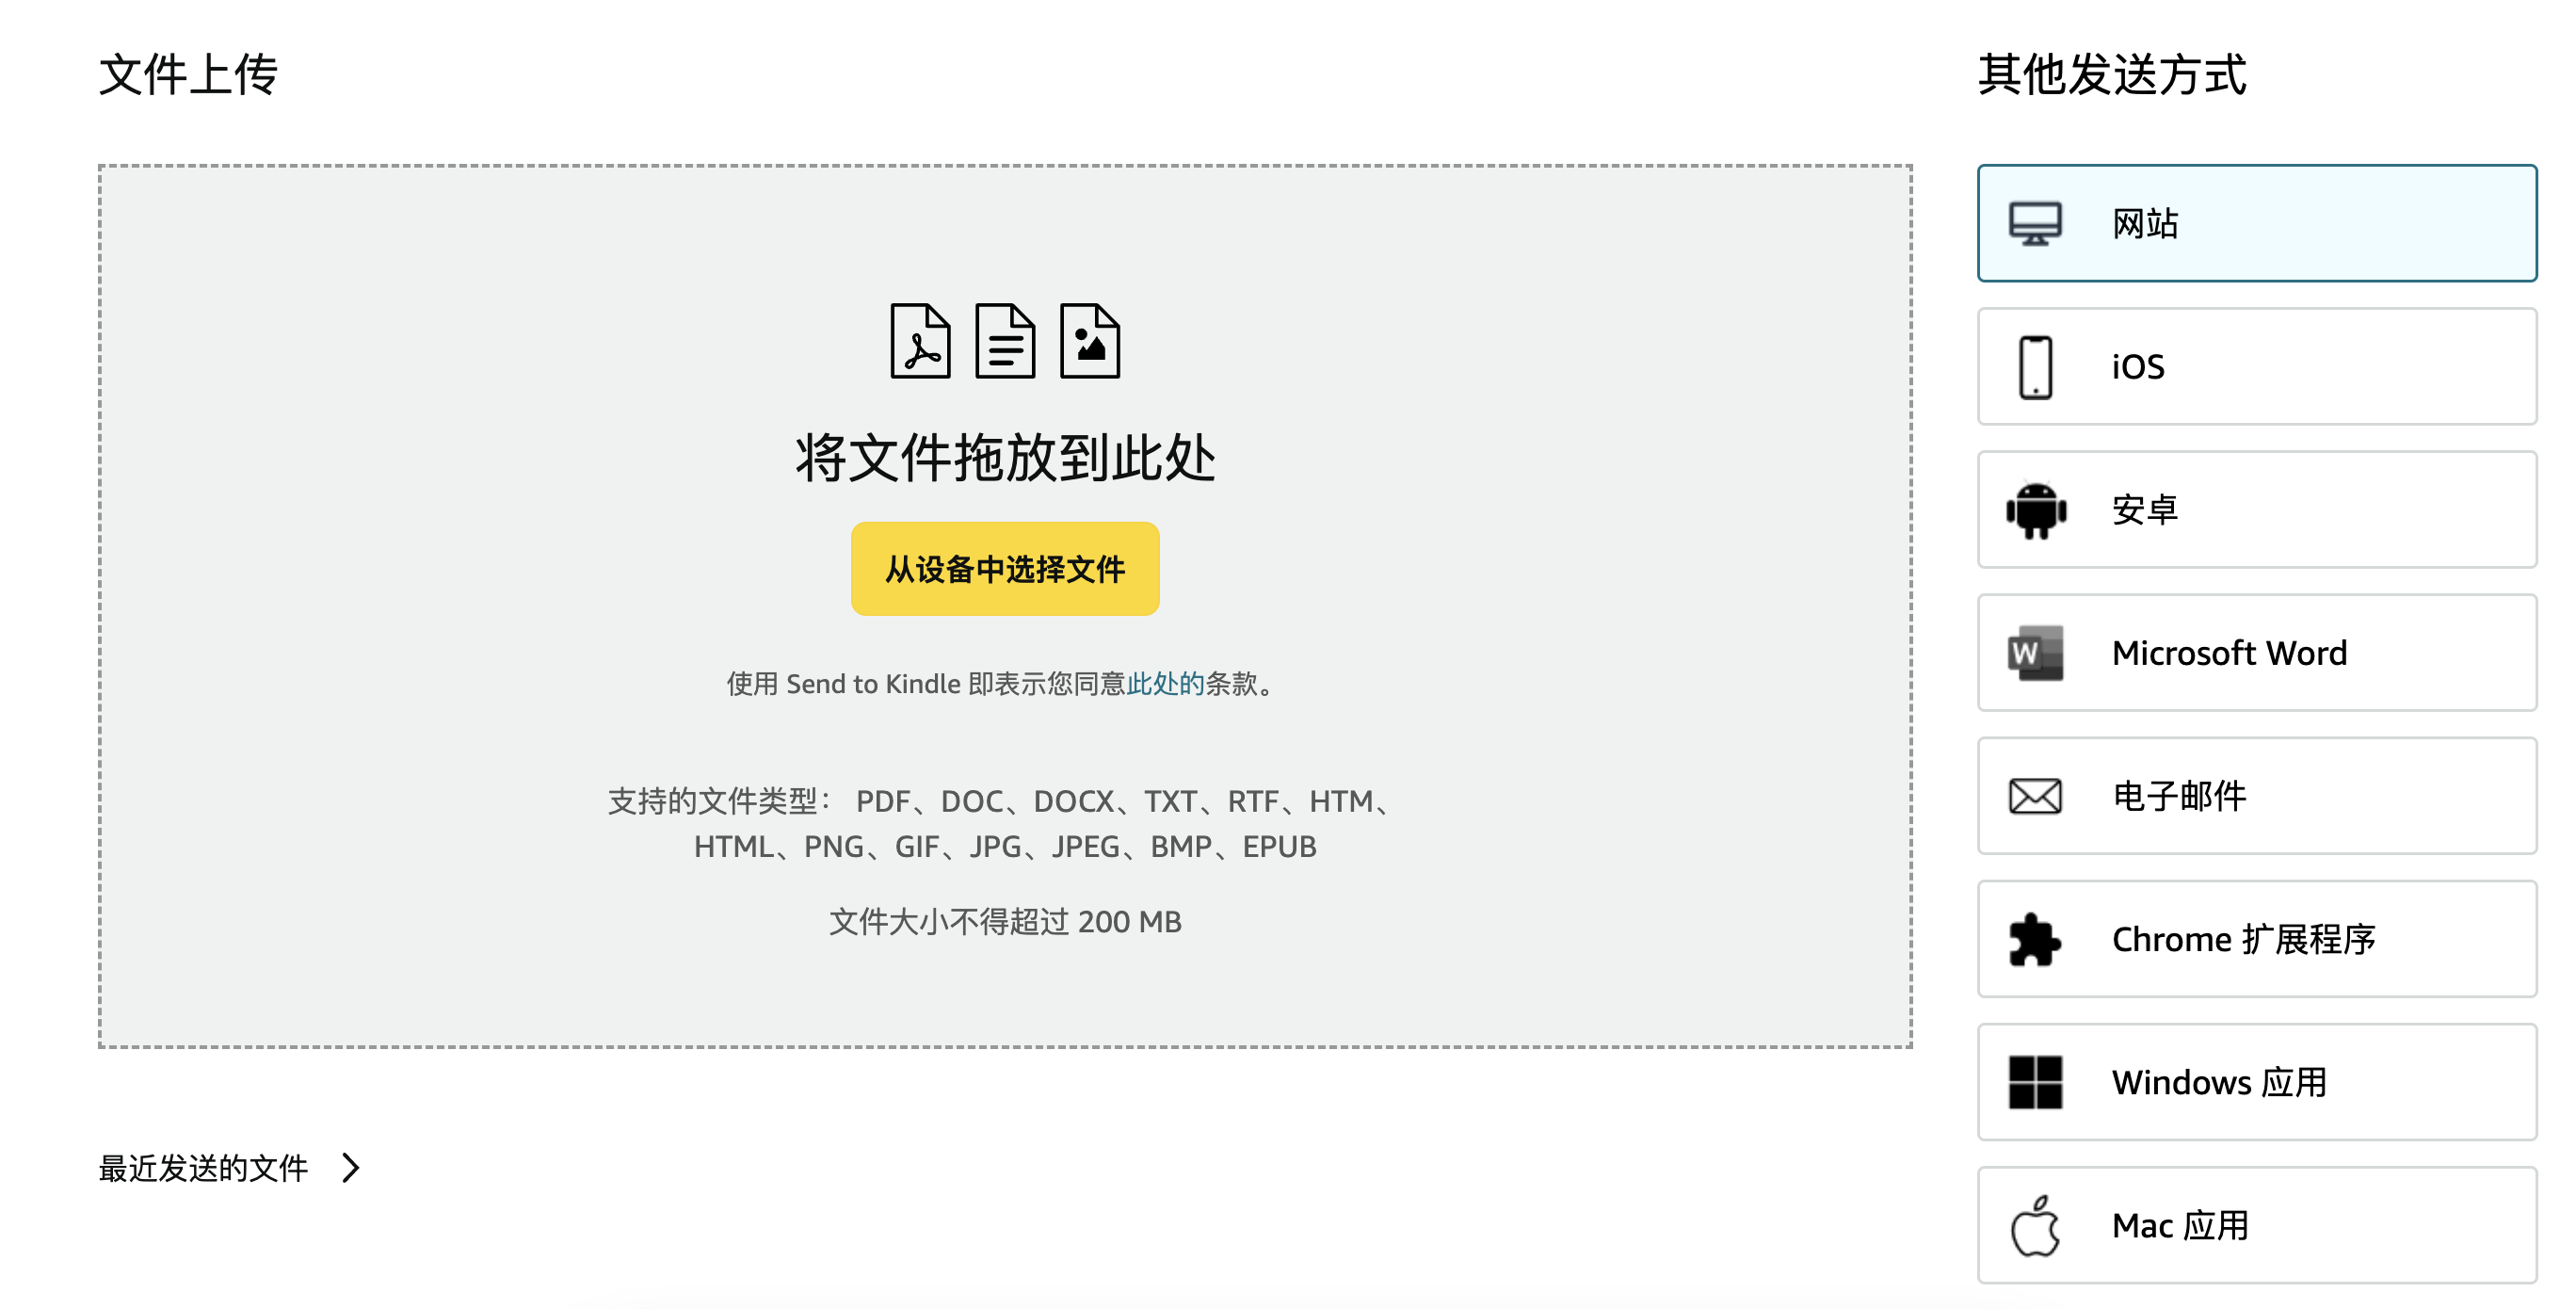 文件上传
将文件拖放到此处
从设备中选择文件
使用 Send to Kindle 即表示您同意此处的条款。
支持的文件类型： PDF、DOC、DOCX、TXT、RTF、HTM、
HTML、PNG、GIF、JPG、JPEG、BMP、EPUB
文件大小不得超过 200 MB
最近发送的文件
其他发送方式
网站
iOS
安卓
W
Microsoft Word
电子邮件
Chrome 扩展程序
Windows 应用
Mac 应用